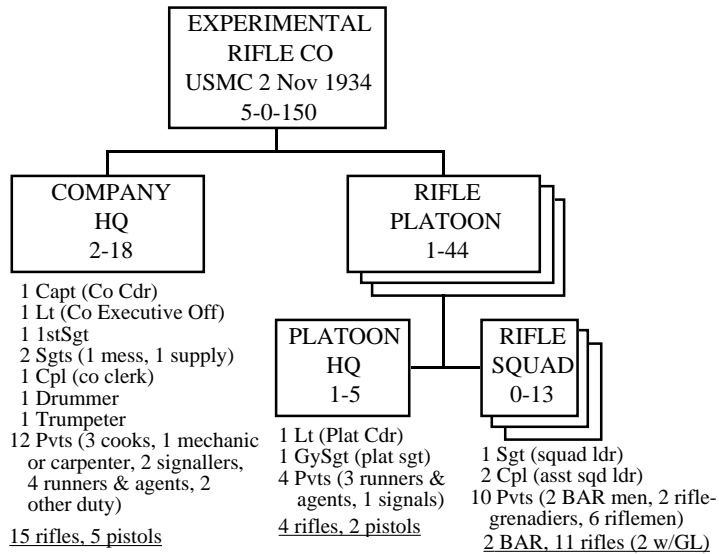 EXPERIMENTAL
RIFLE CO
USMC 2 Nov 1934
5-0-150
COMPANY
HQ
2-18
1 Capt (Co Cdr)
1 Lt (Co Executive Off)
1 1stSgt
2 Sgts (1 mess, 1 supply)
1 Cpl (co clerk)
1 Drummer
1 Trumpeter
12 Pvts (3 cooks, 1 mechanic
or carpenter, 2 signallers,
4 runners & agents, 2
other duty)
15 rifles, 5 pistols
RIFLE
PLATOON
1-44
PLATOON
HQ
1-5
1 Lt (Plat Cdr)
1 GySgt (plat sgt)
4 Pvts (3 runners &
agents, 1 signals)
4 rifles, 2 pistols
RIFLE
SQUAD
0-13
1 Sgt (squad ldr)
2 Cpl (asst sqd ldr)
10 Pvts (2 BAR men, 2 rifle-
grenadiers, 6 riflemen)
2 BAR, 11 rifles (2 w/GL)